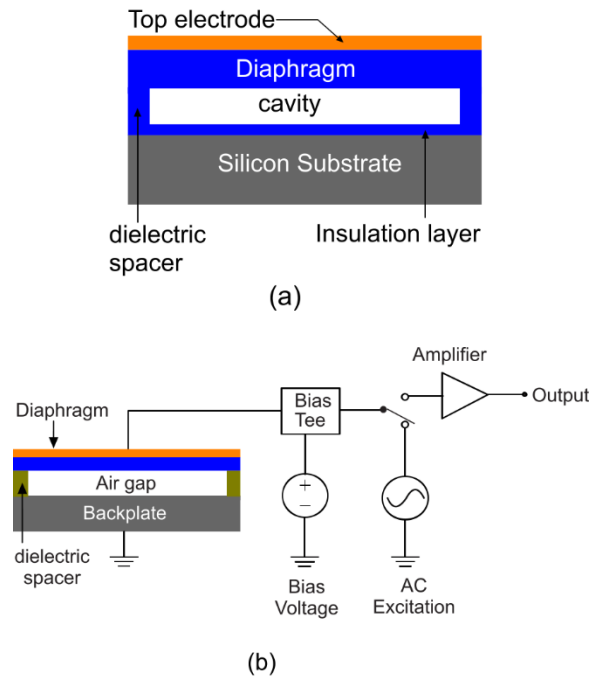 Top electrode
Diaphragm
cavity
Silicon Substrate
dielectric
spacer
Insulation layer
(a)
Amplifier
Output
Bias
Tee
Diaphragm
Air gap
Backplate
+
−
dielectric
spacer
Bias
Voltage
AC
Excitation
(b)